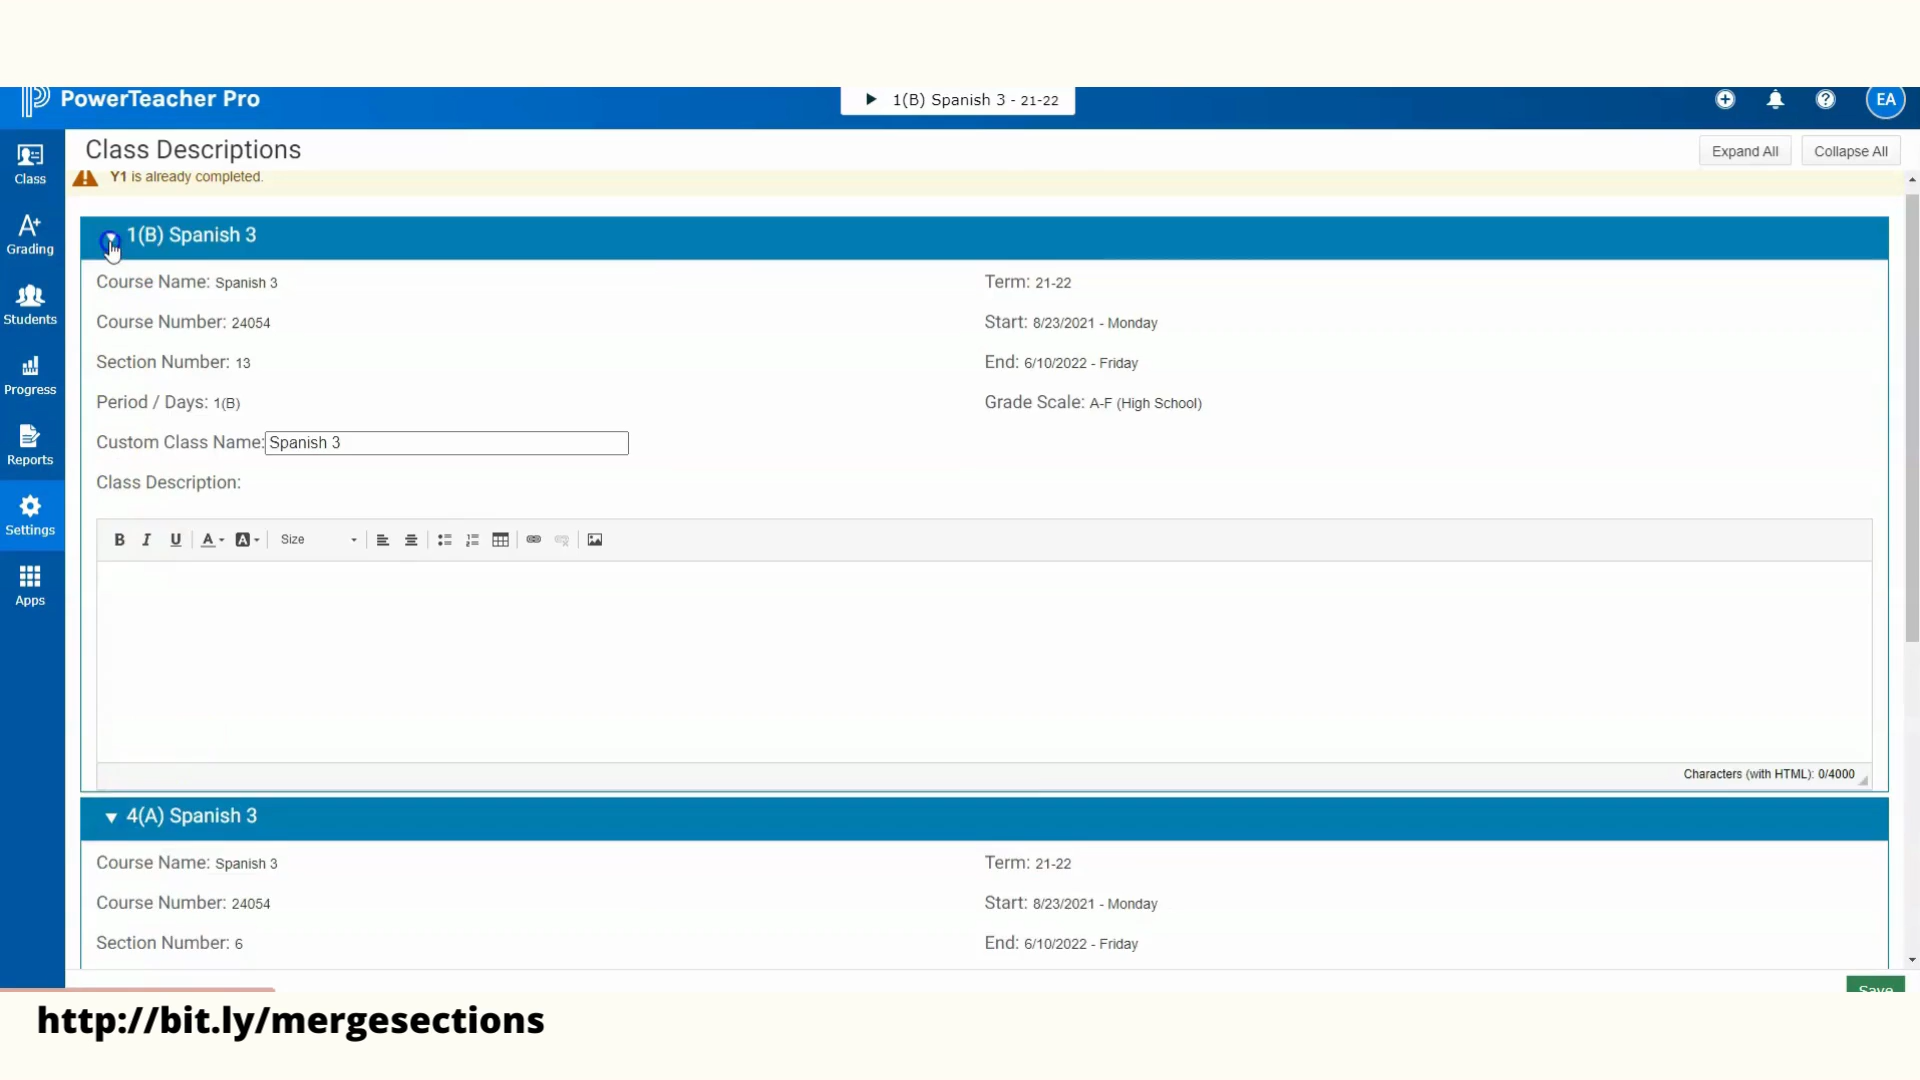 PowerTeacher Pro
1(B) Spanish 3 - 21-22
EA
Class Descriptions
Expand All
Collapse All
Y1 is already completed.
Class
Grading
Students
Progress
Reports
Settings
Apps
1(B) Spanish 3
Course Name: Spanish 3
Term: 21-22
Course Number: 24054
Start: 8/23/2021 - Monday
Section Number: 13
End: 6/10/2022 - Friday
Period / Days: 1(B)
Grade Scale: A-F (High School)
Custom Class Name: Spanish 3
Class Description:
B I U A A Size
Characters (with HTML): 0/4000
4(A) Spanish 3
Course Name: Spanish 3
Term: 21-22
Course Number: 24054
Start: 8/23/2021 - Monday
Section Number: 6
End: 6/10/2022 - Friday
Save
http://bit.ly/mergesections